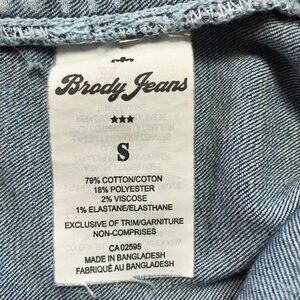 Brody Jeans
S
79% COTTON/COTON
18% POLYESTER
2% VISCOSE
1% ELASTANE/ELASTHANE
EXCLUSIVE OF TRIM/GARNITURE
NON-COMPRISES
CA 02595
MADE IN BANGLADESH
FABRIQUÉ AU BANGLADESH